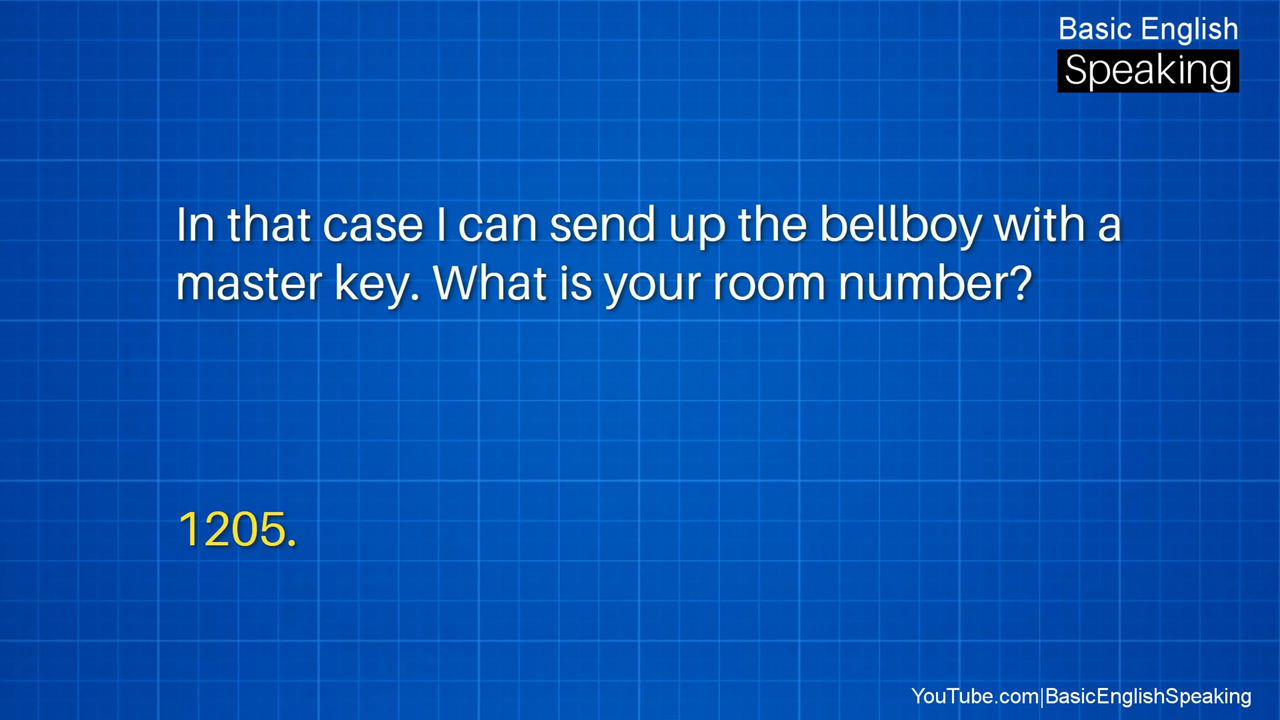 Basic English
Speaking
In that case I can send up the bellboy with a
master key. What is your room number?
1205.
YouTube.com|BasicEnglishSpeaking